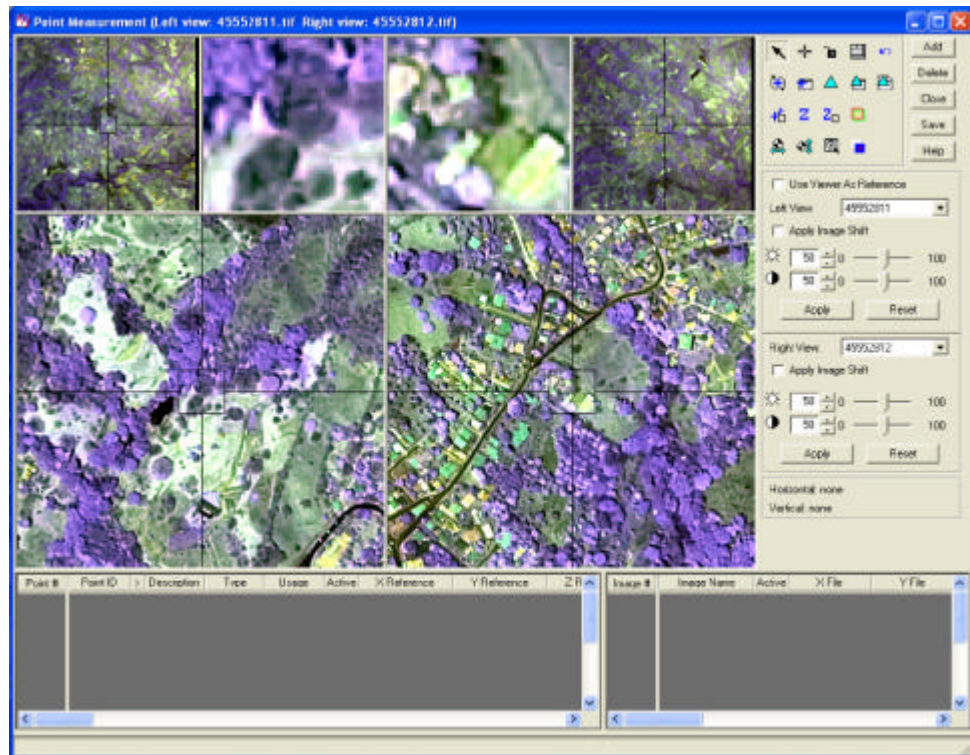 Point Measurement (Left view: 45552811.tif Right view: 45552812.tif)
Add
Delete
Close
Save
Help
Use Viewer As Reference
Left View: 45552811
Apply Image Shift
50 0 100
50 0 100
Apply Reset
Right View: 45552812
Apply Image Shift
50 0 100
50 0 100
Apply Reset
Horizontal: none
Vertical: none
Point # Point ID > Description Type Usage Active X Reference Y Reference Z R
Image # Image Name Active X File Y File